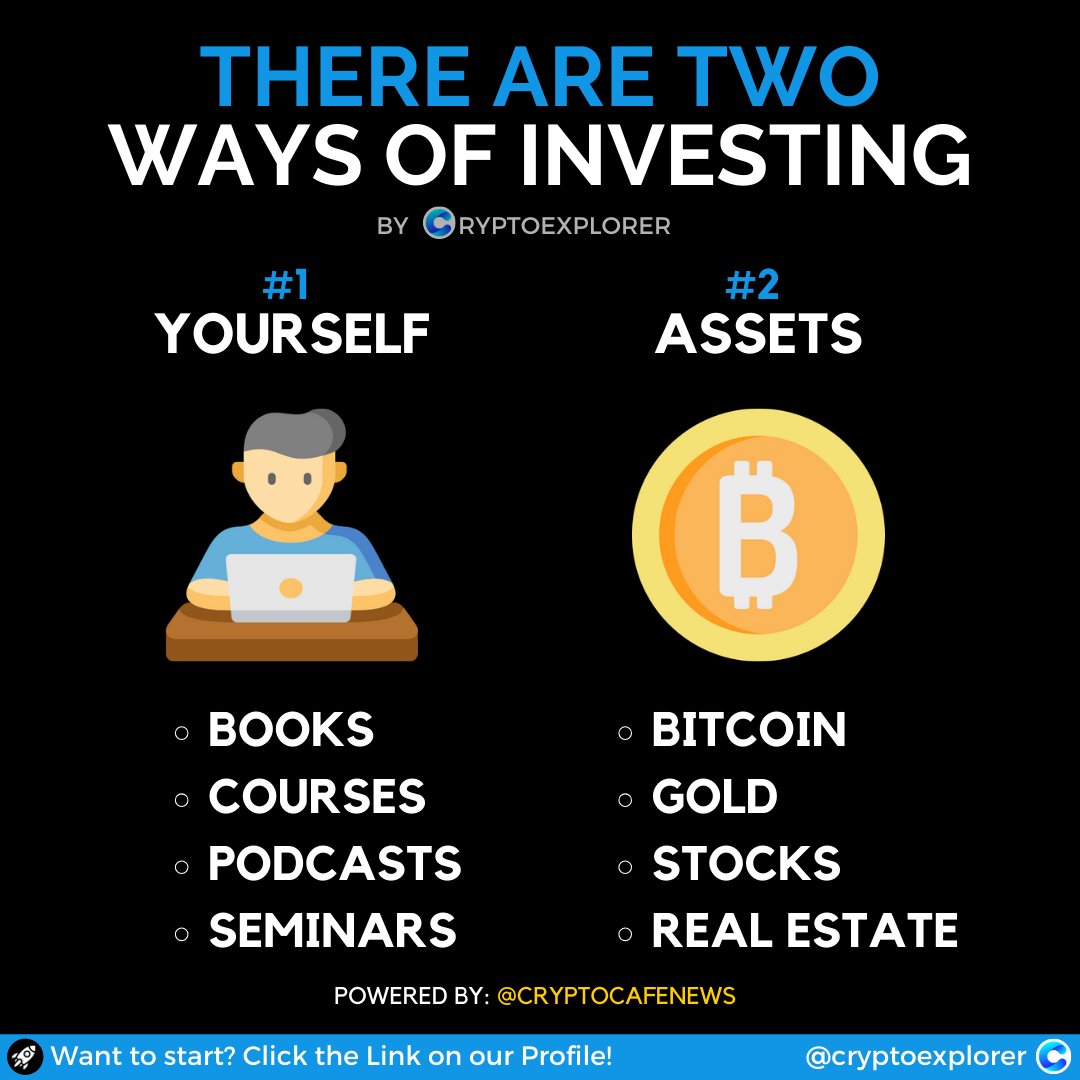 THERE ARE TWO
WAYS OF INVESTING
BY CRYPTOEXPLORER
#1
YOURSELF
BOOKS
COURSES
PODCASTS
SEMINARS
#2
ASSETS
BITCOIN
GOLD
STOCKS
REAL ESTATE
POWERED BY: @CRYPTOCAFENEWS
Want to start? Click the Link on our Profile!
@cryptoexplorer